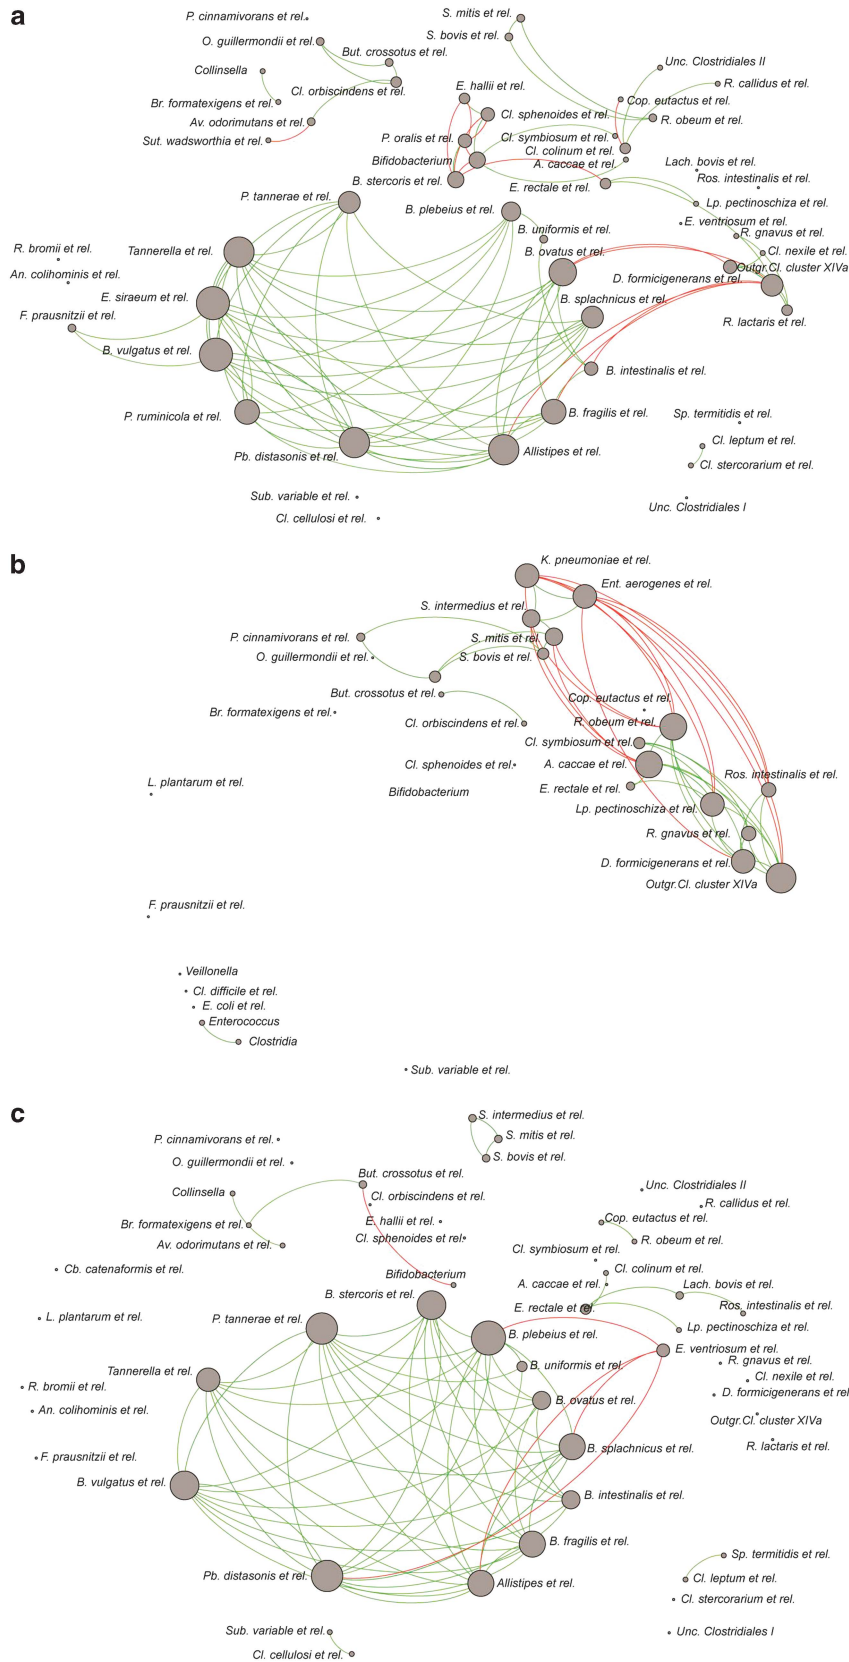 a
P. cinnamivorans et rel.
S. mitis et rel.
S. bovis et rel.
O. guillermondii et rel.
But. crossotus et rel.
Unc. Clostridiales II
Collinsella
Cl. orbiscindens et rel.
E. hallii et rel.
R. callidus et rel.
Br. formatexigens et rel.
Cop. eutactus et rel.
Cl. sphenoides et rel.
R. obeum et rel.
Av. odorimutans et rel.
Sut. wadsworthia et rel.
P. oralis et rel.
Cl. symbiosum et rel.
Cl. colinum et rel.
Bifidobacterium
A. caccae et rel.
Lach. bovis et rel.
B. stercoris et rel.
E. rectale et rel.
Ros. intestinalis et rel.
P. tannerae et rel.
B. plebeius et rel.
Lp. pectinoschiza et rel.
E. ventriosum et rel.
B. uniformis et rel.
R. gnavus et rel.
R. bromii et rel.
Tannerella et rel.
B. ovatus et rel.
Cl. nexile et rel.
Outgr.Cl. cluster XIVa
An. colihominis et rel.
D. formicigenerans et rel.
E. siraeum et rel.
B. splachnicus et rel.
F. prausnitzii et rel.
R. lactaris et rel.
B. vulgatus et rel.
B. intestinalis et rel.
P. ruminicola et rel.
B. fragilis et rel.
Sp. termitidis et rel.
Cl. leptum et rel.
Pb. distasonis et rel.
Allistipes et rel.
Cl. stercorarium et rel.
Sub. variable et rel.
Unc. Clostridiales I
Cl. cellulosi et rel.
b
K. pneumoniae et rel.
Ent. aerogenes et rel.
S. intermedius et rel.
P. cinnamivorans et rel.
S. mitis et rel.
O. guillermondii et rel.
S. bovis et rel.
But. crossotus et rel.
Cop. eutactus et rel.
Br. formatexigens et rel.
Cl. orbiscindens et rel.
R. obeum et rel.
Cl. symbiosum et rel.
Cl. sphenoides et rel.
A. caccae et rel.
Ros. intestinalis et rel.
L. plantarum et rel.
Bifidobacterium
E. rectale et rel.
Lp. pectinoschiza et rel.
R. gnavus et rel.
D. formicigenerans et rel.
Outgr.Cl. cluster XIVa
F. prausnitzii et rel.
Veillonella
Cl. difficile et rel.
E. coli et rel.
Enterococcus
Clostridia
Sub. variable et rel.
c
S. intermedius et rel.
P. cinnamivorans et rel.
S. mitis et rel.
S. bovis et rel.
O. guillermondii et rel.
But. crossotus et rel.
Unc. Clostridiales II
Collinsella
Cl. orbiscindens et rel.
R. callidus et rel.
Br. formatexigens et rel.
E. hallii et rel.
Cop. eutactus et rel.
Av. odorimutans et rel.
Cl. sphenoides et rel.
R. obeum et rel.
Cl. symbiosum et rel.
Cb. catenaformis et rel.
Bifidobacterium
Cl. colinum et rel.
A. caccae et rel.
Lach. bovis et rel.
B. stercoris et rel.
E. rectale et rel.
Ros. intestinalis et rel.
L. plantarum et rel.
P. tannerae et rel.
B. plebeius et rel.
Lp. pectinoschiza et rel.
E. ventriosum et rel.
Tannerella et rel.
B. uniformis et rel.
R. gnavus et rel.
R. bromii et rel.
Cl. nexile et rel.
B. ovatus et rel.
D. formicigenerans et rel
An. colihominis et rel.
Outgr.Cl. cluster XIVa
F. prausnitzii et rel.
B. splachnicus et rel.
R. lactaris et rel.
B. vulgatus et rel.
B. intestinalis et rel.
B. fragilis et rel.
Sp. termitidis et rel.
Pb. distasonis et rel.
Allistipes et rel.
Cl. leptum et rel.
Cl. stercorarium et rel.
Sub. variable et rel.
Unc. Clostridiales I
Cl. cellulosi et rel.